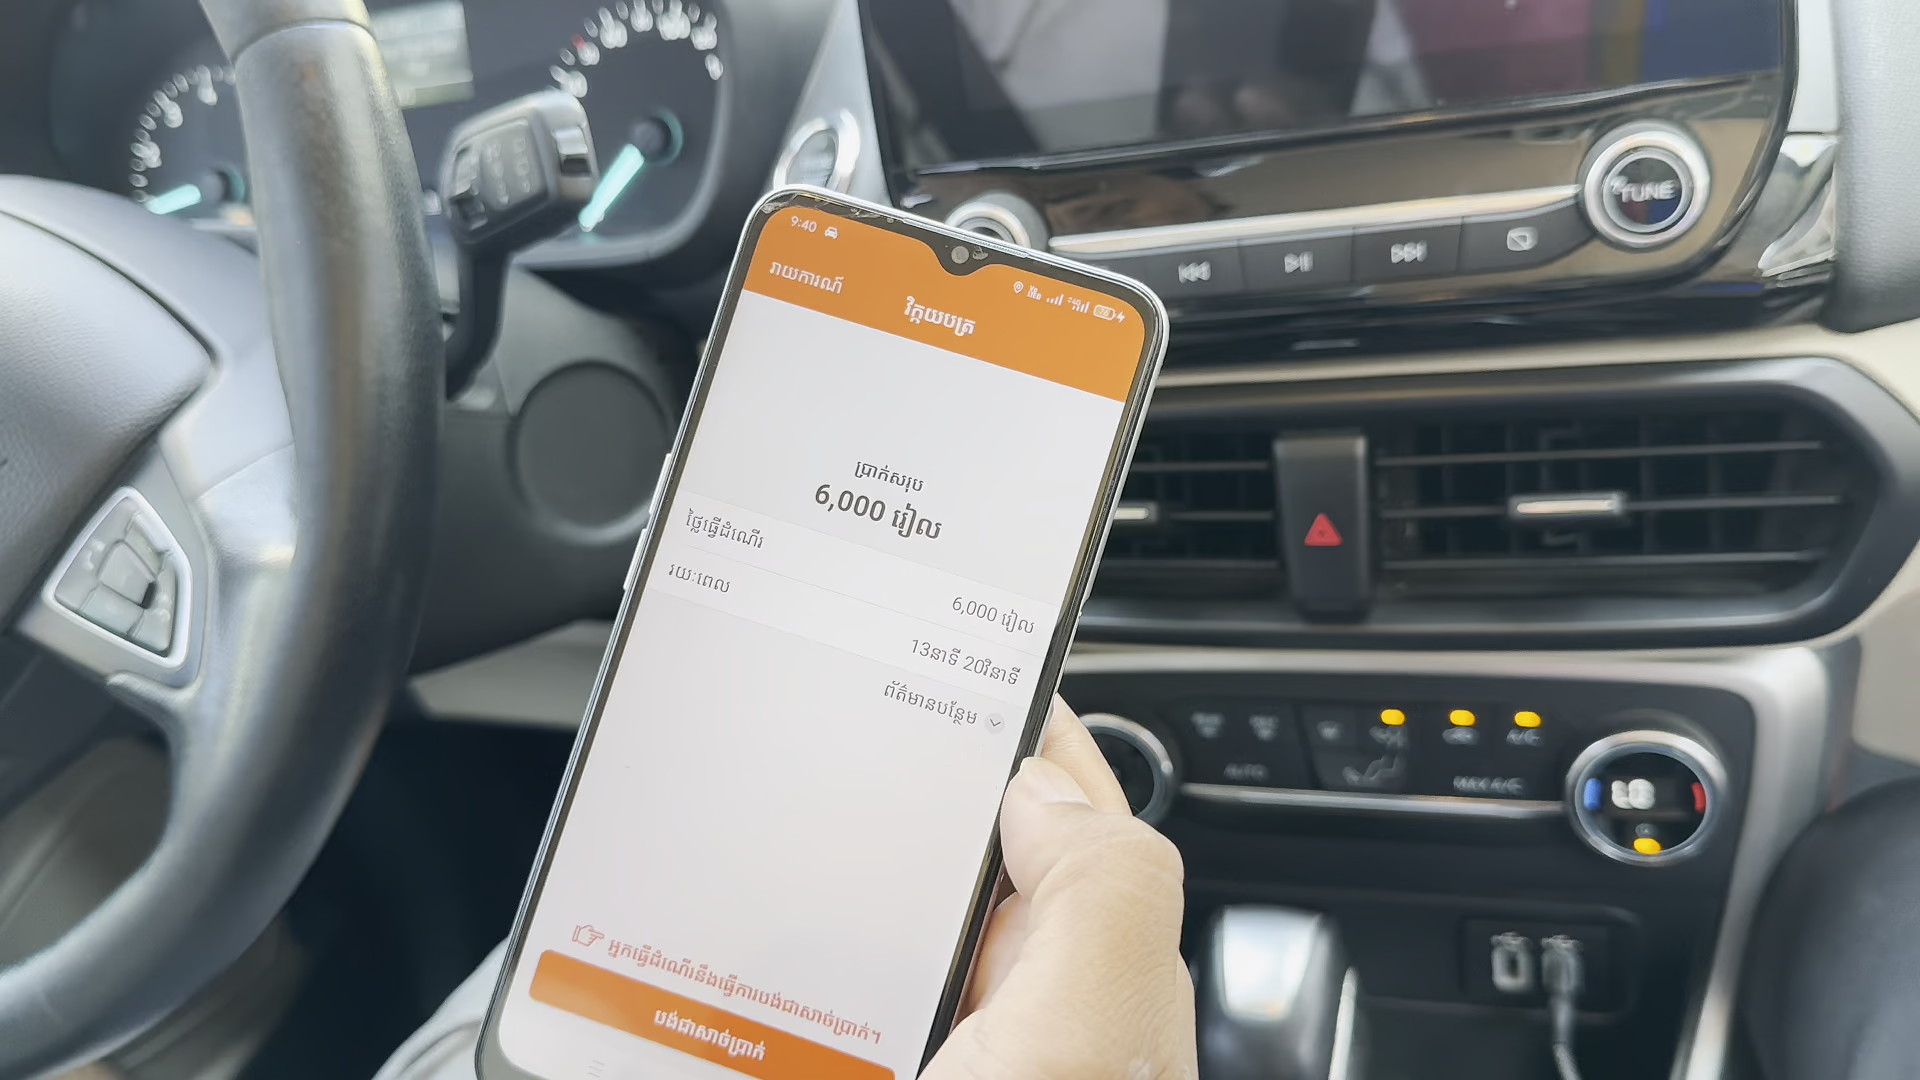 9:40
រាយការណ៍
វិក្កយបត្រ
ប្រាក់សរុប
6,000 រៀល
ថ្លៃធ្វើដំណើរ
6,000 រៀល
រយ:ពេល
13នាទី 20វិនាទី
ព័ត៌មានបន្ថែម
អ្នកធ្វើដំណើរនឹងធ្វើការបង់ជាសាច់ប្រាក់។
បង់ជាសាច់ប្រាក់
TUNE
AUTO
A/C
MAX A/C